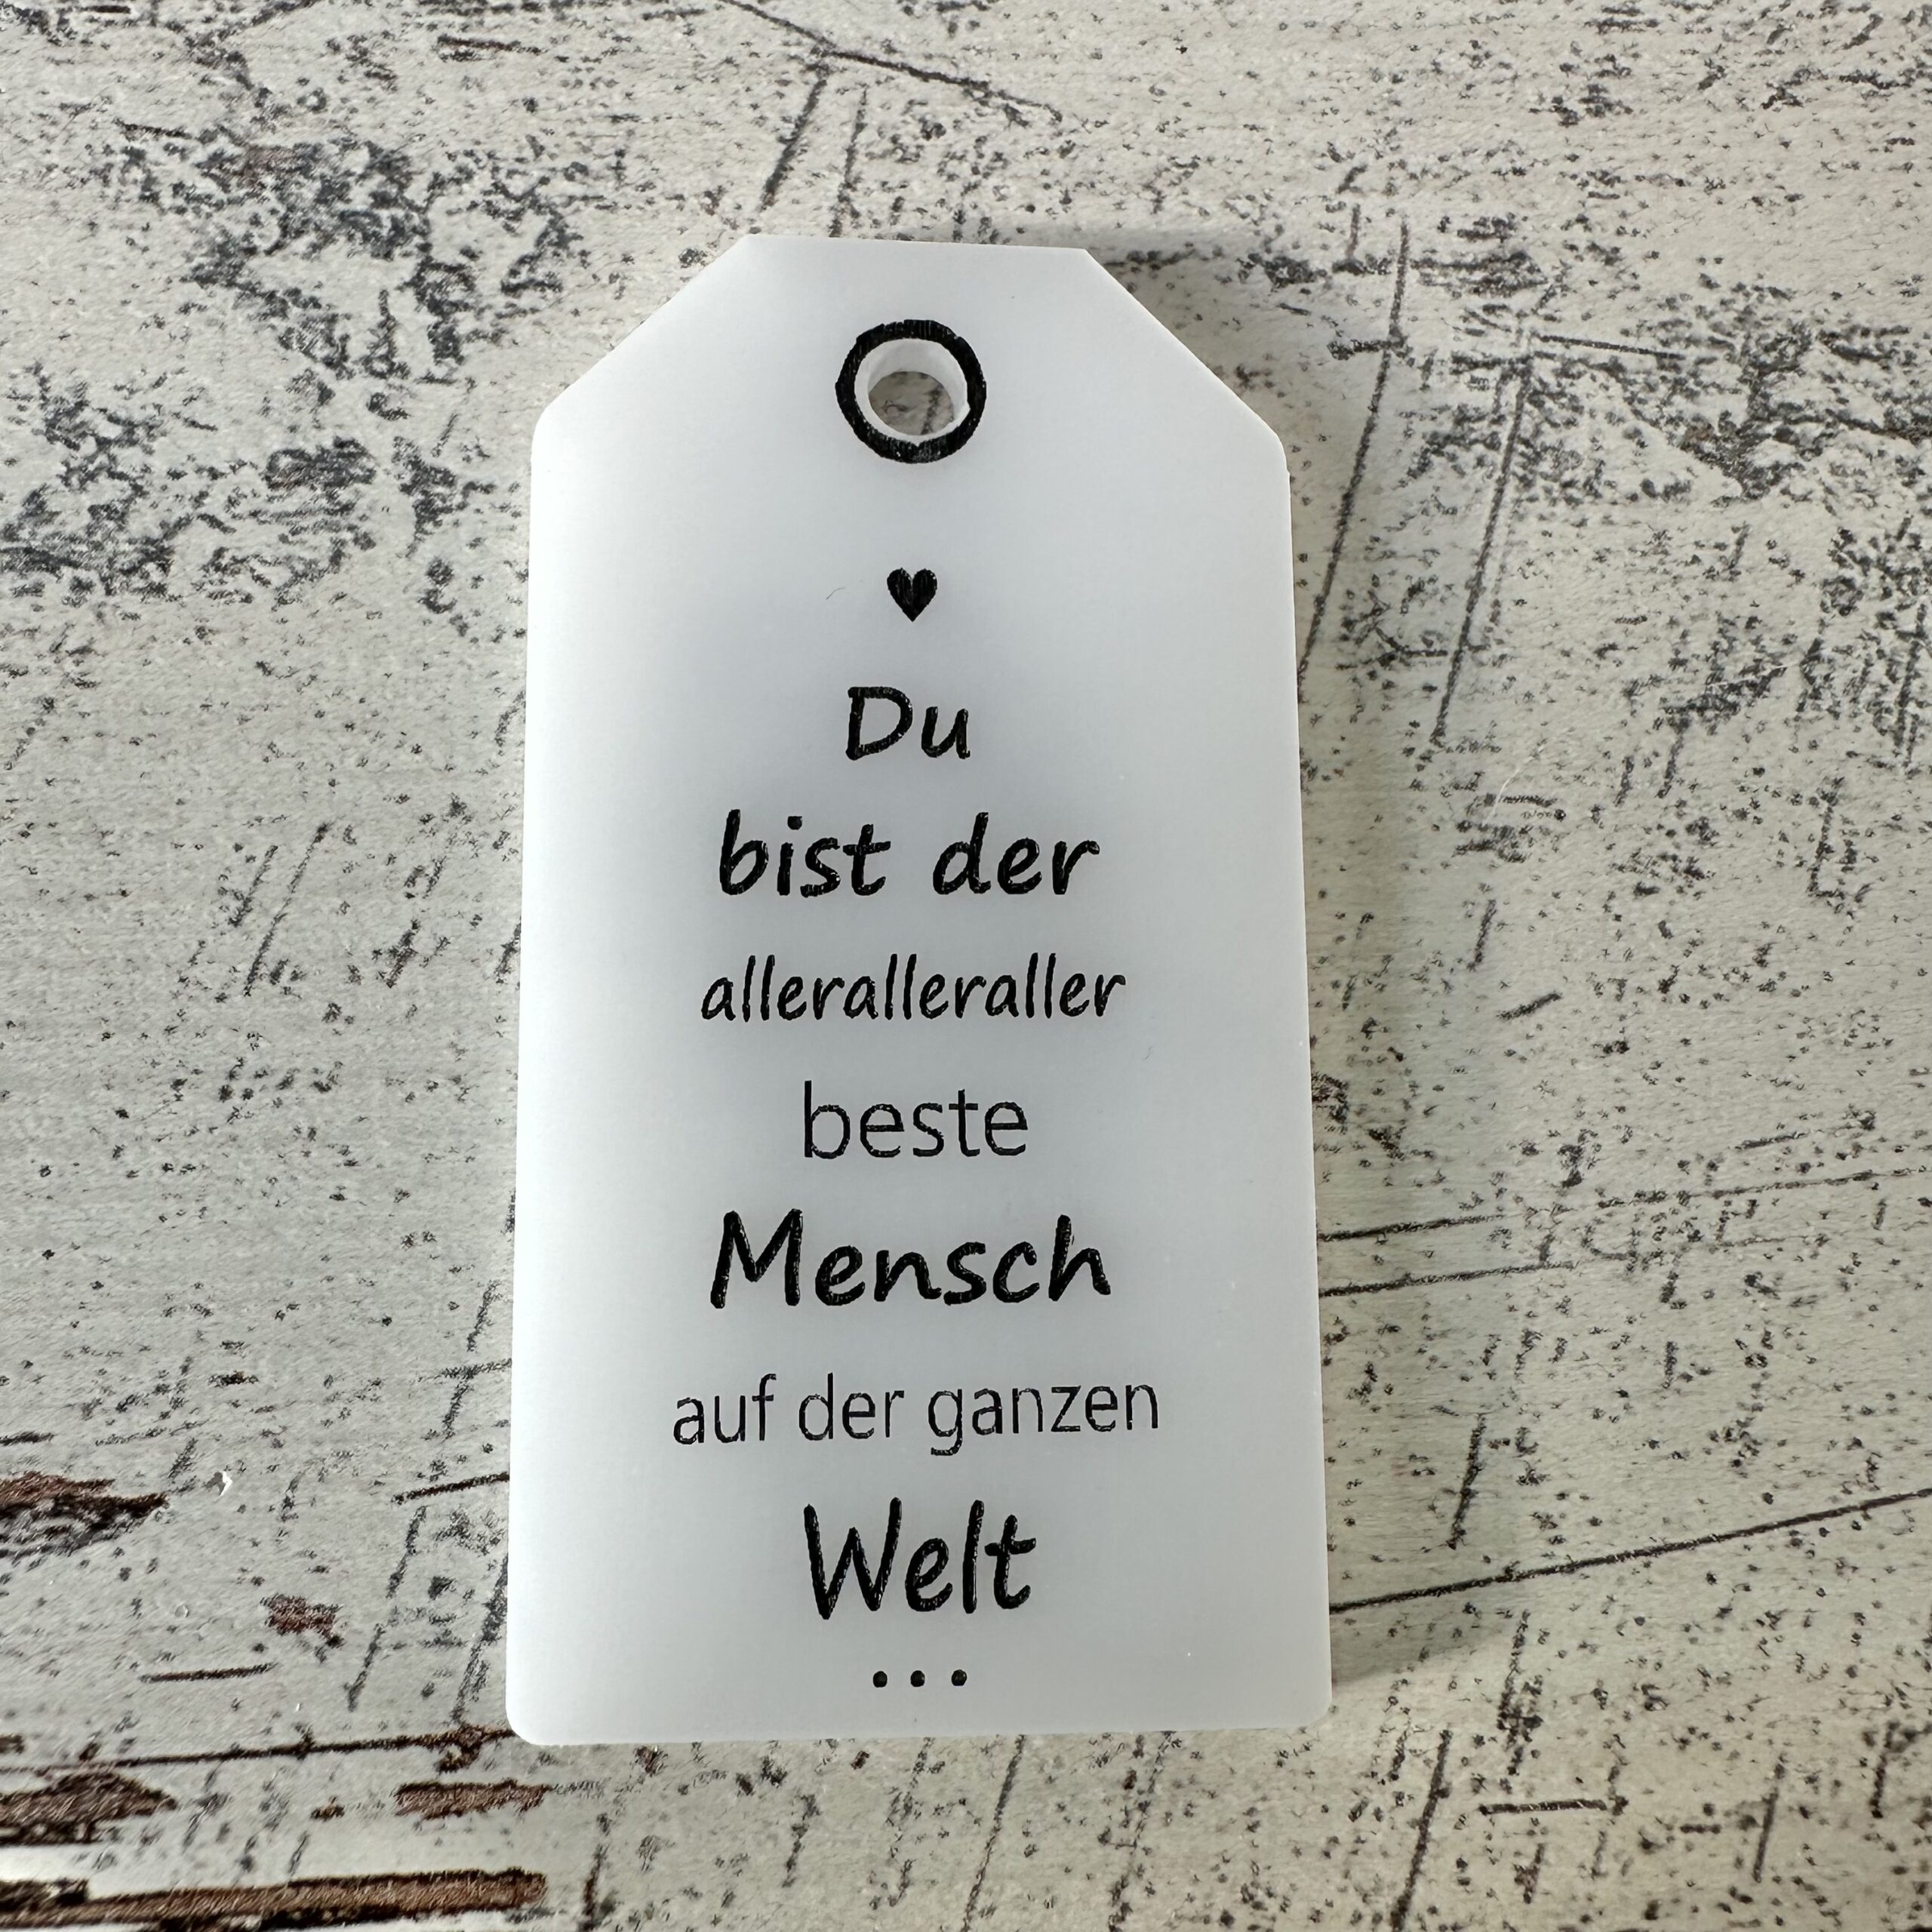 Du
bist der
alleralleraller
beste
Mensch
auf der ganzen
Welt
...